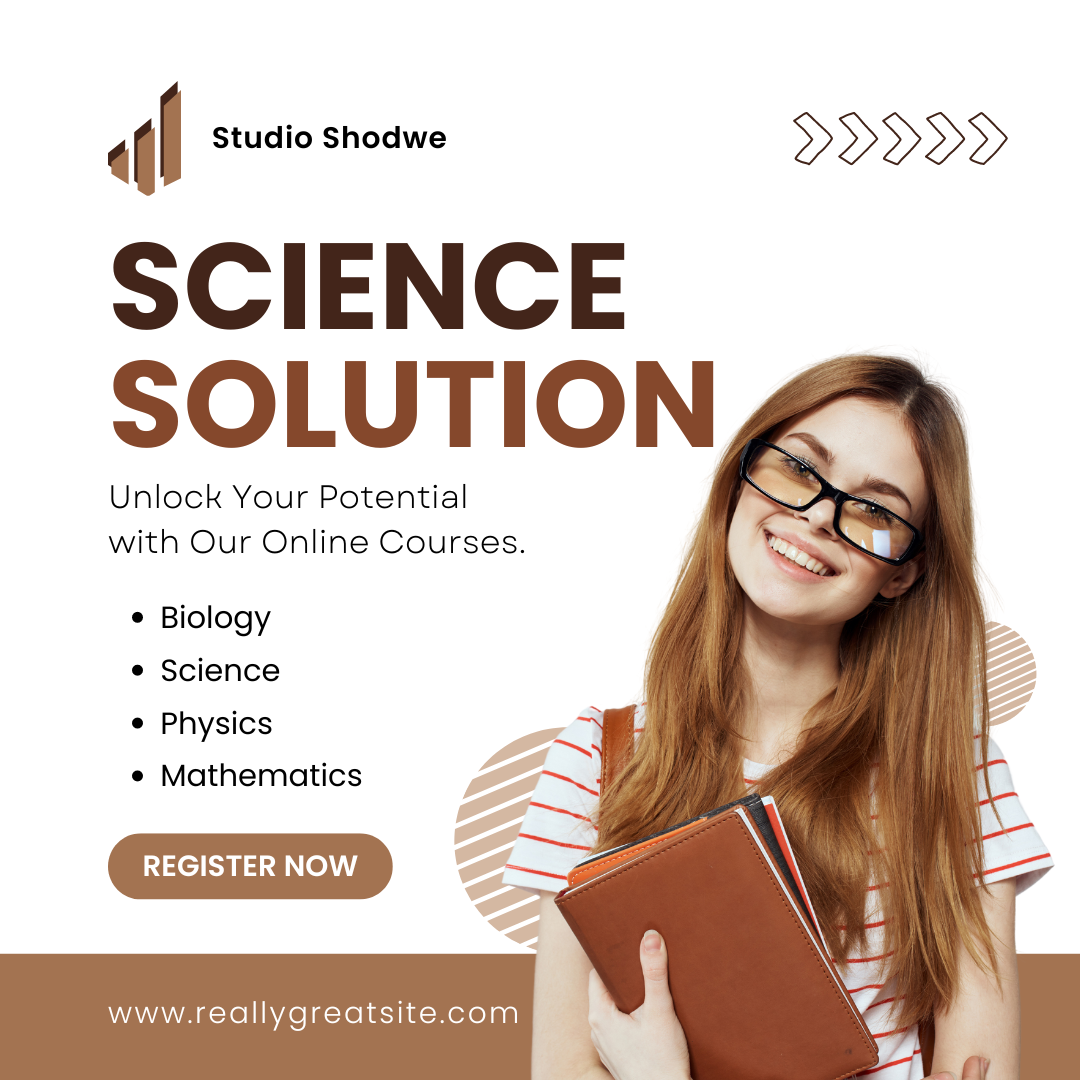 Studio Shodwe
SCIENCE
SOLUTION
Unlock Your Potential
with Our Online Courses.
• Biology
• Science
• Physics
• Mathematics
REGISTER NOW
www.reallygreatsite.com